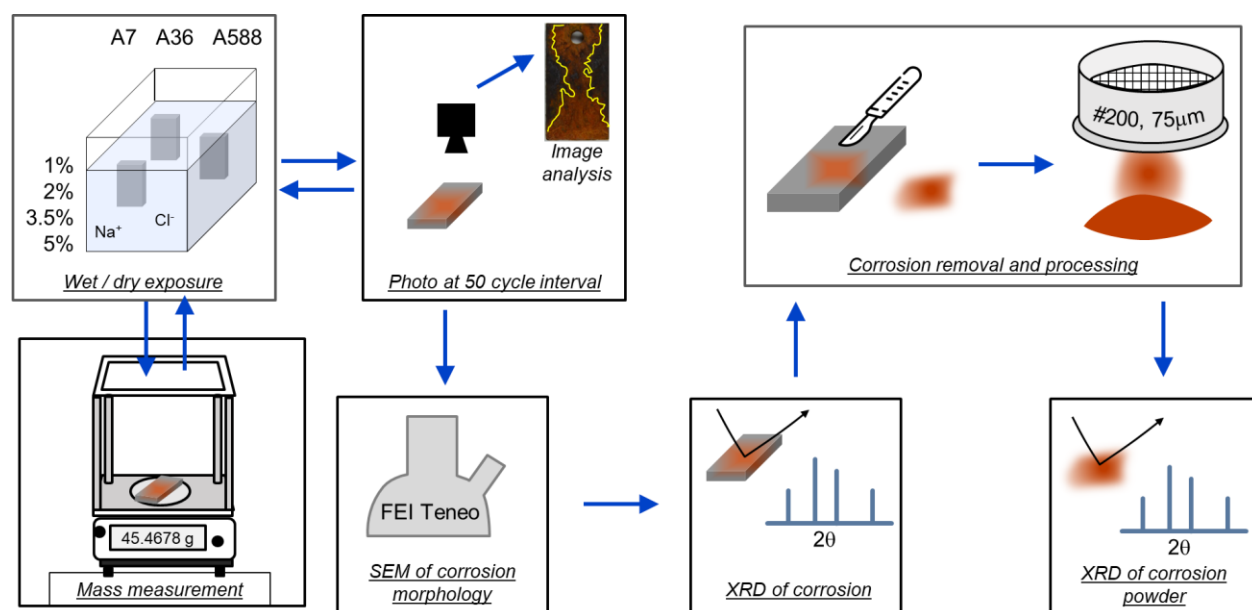 A7 A36 A588
1%
2%
3.5%
5%
Na⁺
Cl⁻
Wet / dry exposure
Image
analysis
Photo at 50 cycle interval
#200, 75μm
Corrosion removal and processing
45.4678 g
Mass measurement
FEI Teneo
SEM of corrosion
morphology
2θ
XRD of corrosion
2θ
XRD of corrosion
powder